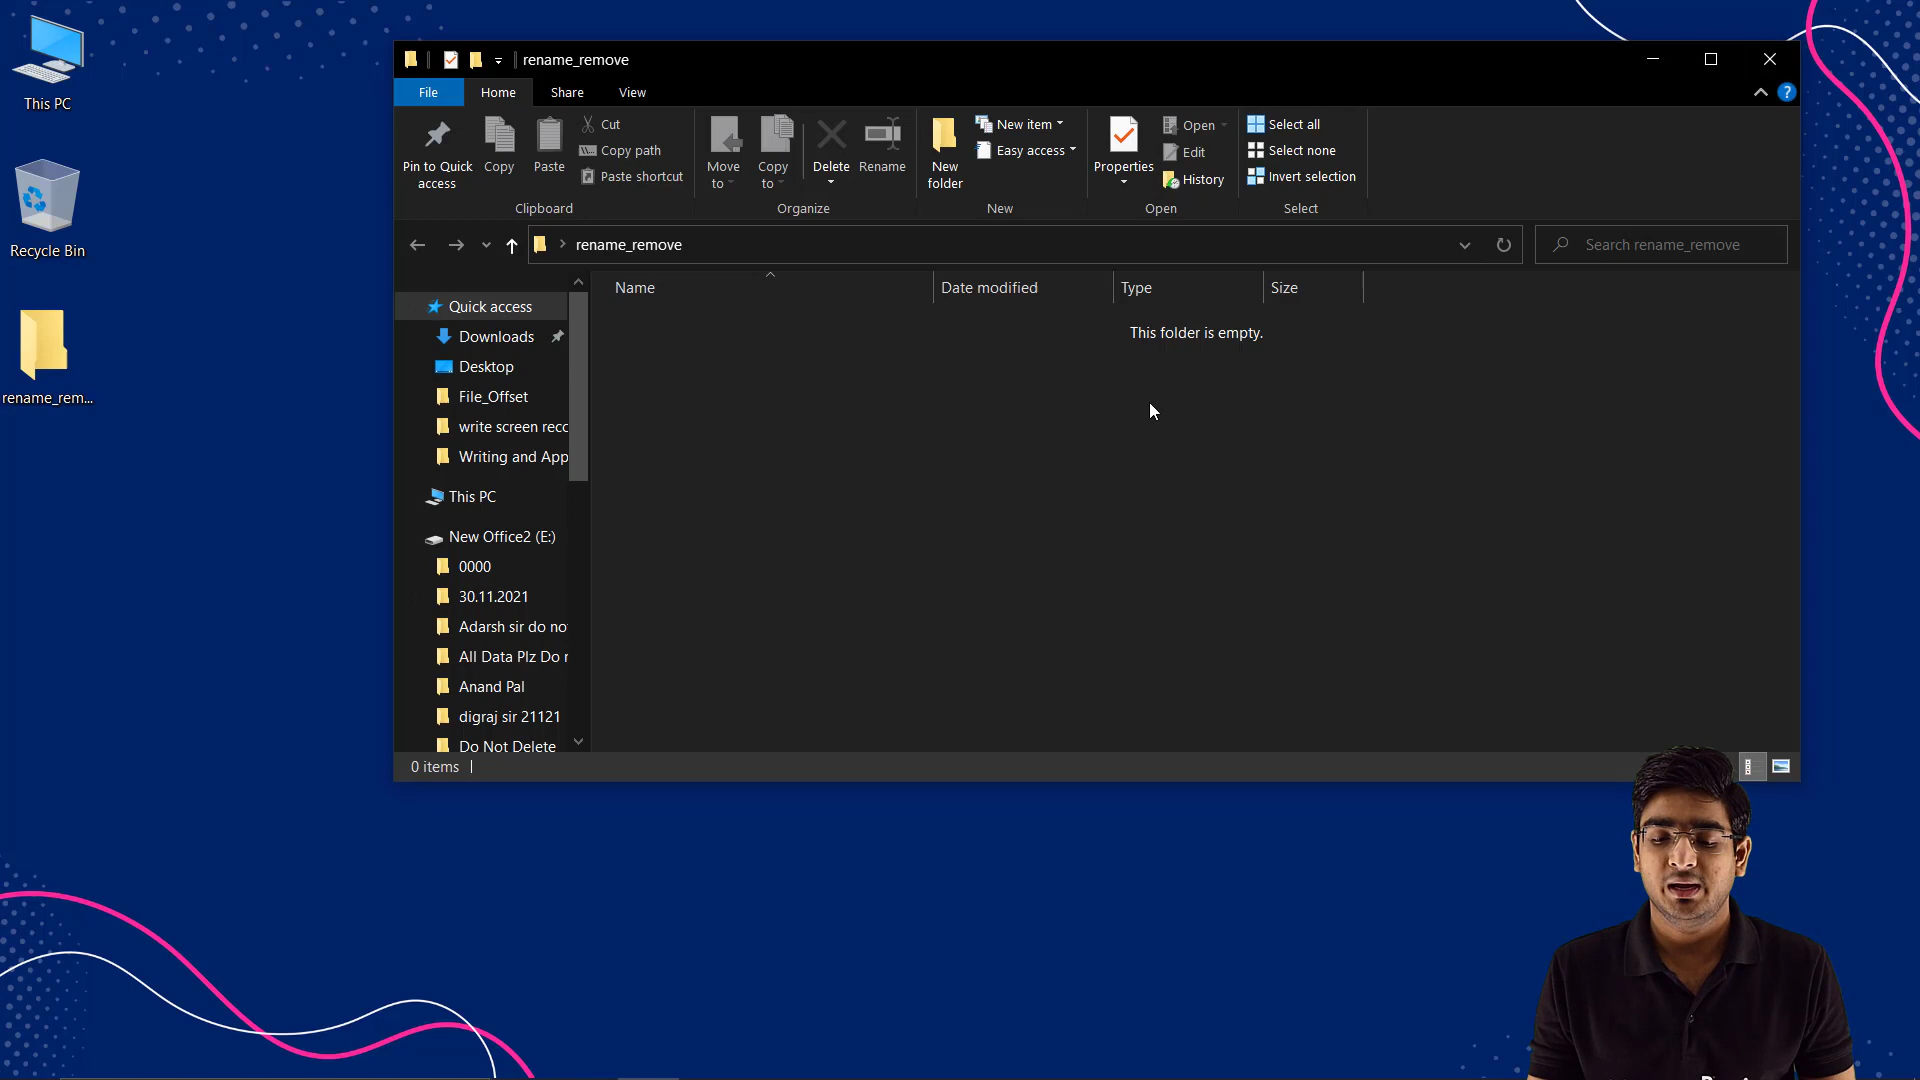 This PC
Recycle Bin
rename_rem...
rename_remove
File
Home
Share
View
Pin to Quick
access
Copy
Paste
Cut
Copy path
Paste shortcut
Clipboard
Move
to
Copy
to
Delete
Rename
Organize
New
folder
New item
Easy access
New
Properties
Open
Edit
History
Open
Select all
Select none
Invert selection
Select
rename_remove
Search rename_remove
Name
Date modified
Type
Size
This folder is empty.
Quick access
Downloads
Desktop
File_Offset
write screen reco
Writing and App
This PC
New Office2 (E:)
0000
30.11.2021
Adarsh sir do no
All Data Plz Do
Anand Pal
digraj sir 21121
Do Not Delete
0 items